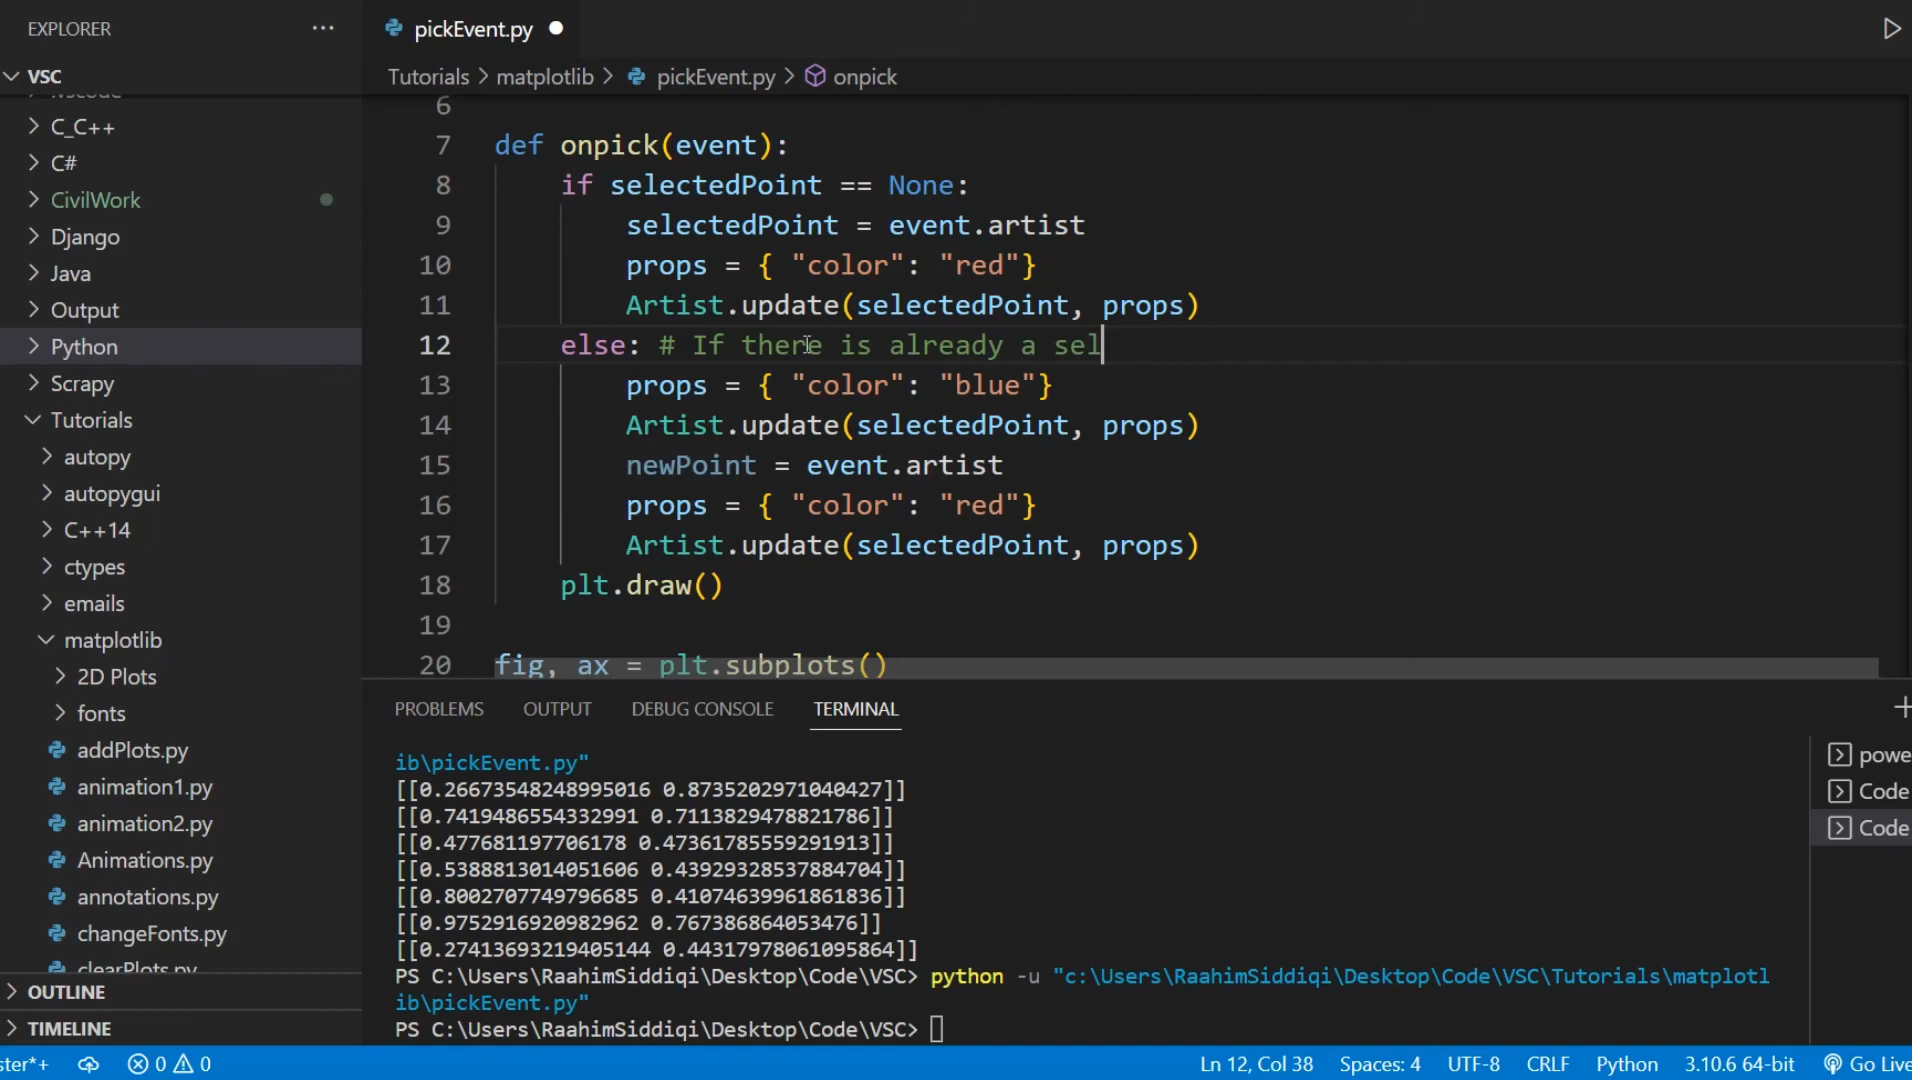 EXPLORER ...
pickEvent.py
VSC
Tutorials > matplotlib > pickEvent.py > onpick
.vscode
C_C++
C#
CivilWork
Django
Java
Output
Python
Scrapy
Tutorials
autopy
autopygui
C++14
ctypes
emails
matplotlib
2D Plots
fonts
addPlots.py
animation1.py
animation2.py
Animations.py
annotations.py
changeFonts.py
clearPlots.py
OUTLINE
TIMELINE
6
7 def onpick(event):
8 if selectedPoint == None:
9 selectedPoint = event.artist
10 props = { "color": "red"}
11 Artist.update(selectedPoint, props)
12 else: # If there is already a sel
13 props = { "color": "blue"}
14 Artist.update(selectedPoint, props)
15 newPoint = event.artist
16 props = { "color": "red"}
17 Artist.update(selectedPoint, props)
18 plt.draw()
19
20 fig, ax = plt.subplots()
PROBLEMS OUTPUT DEBUG CONSOLE TERMINAL
ib\pickEvent.py"
[[0.26673548248995016 0.8735202971040427]]
[[0.7419486554332991 0.7113829478821786]]
[[0.477681197706178 0.47361785559291913]]
[[0.5388813014051606 0.439293285378847​04]]
[[0.8002707749796685 0.41074639961861836]]
[[0.9752916920982962 0.767386864053476]]
[[0.27413693219405144 0.44317978061095864]]
PS C:\Users\RaahimSiddiqi\Desktop\Code\VSC> python -u "c:\Users\RaahimSiddiqi\Desktop\Code\VSC\Tutorials\matplotl
ib\pickEvent.py"
PS C:\Users\RaahimSiddiqi\Desktop\Code\VSC>
powe
Code
Code
ster*+ 0 0 Ln 12, Col 38 Spaces: 4 UTF-8 CRLF Python 3.10.6 64-bit Go Live